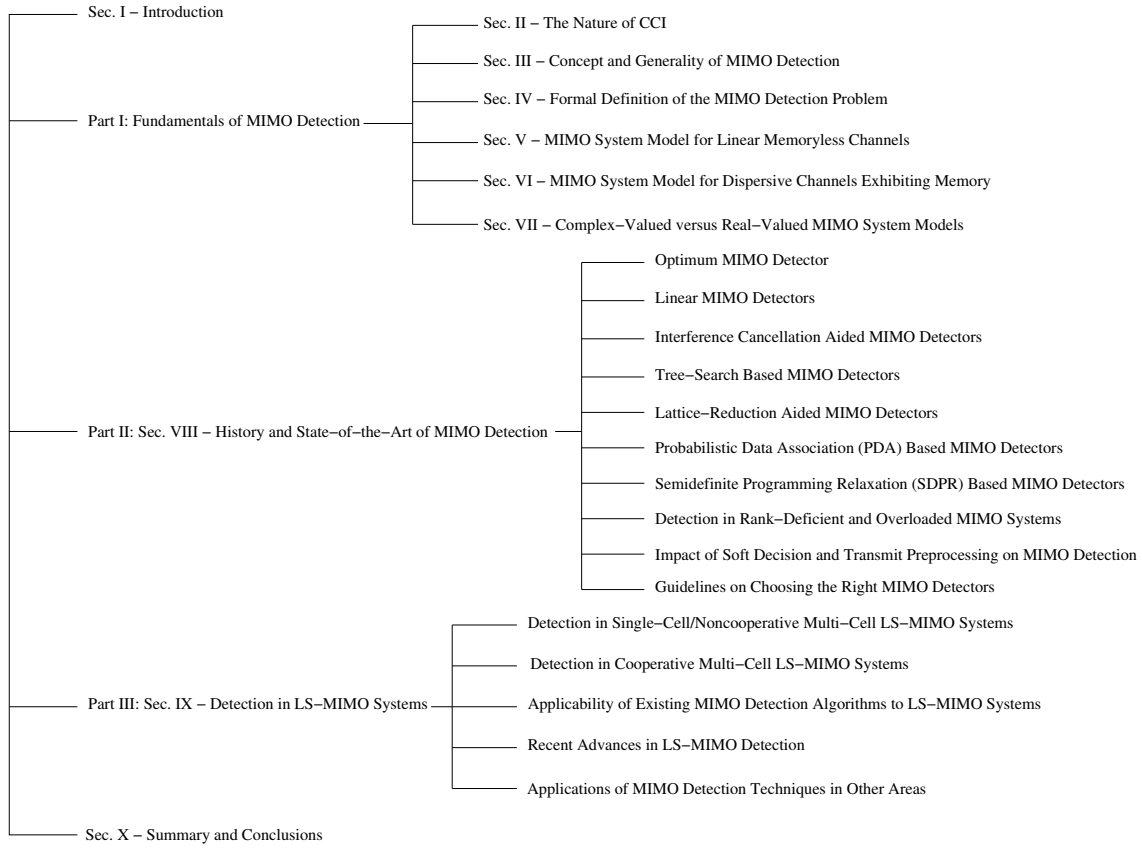 Sec. I − Introduction
Part I: Fundamentals of MIMO Detection
Sec. II − The Nature of CCI
Sec. III − Concept and Generality of MIMO Detection
Sec. IV − Formal Definition of the MIMO Detection Problem
Sec. V − MIMO System Model for Linear Memoryless Channels
Sec. VI − MIMO System Model for Dispersive Channels Exhibiting Memory
Sec. VII − Complex−Valued versus Real−Valued MIMO System Models
Part II: Sec. VIII − History and State−of−the−Art of MIMO Detection
Optimum MIMO Detector
Linear MIMO Detectors
Interference Cancellation Aided MIMO Detectors
Tree−Search Based MIMO Detectors
Lattice−Reduction Aided MIMO Detectors
Probabilistic Data Association (PDA) Based MIMO Detectors
Semidefinite Programming Relaxation (SDPR) Based MIMO Detectors
Detection in Rank−Deficient and Overloaded MIMO Systems
Impact of Soft Decision and Transmit Preprocessing on MIMO Detection
Guidelines on Choosing the Right MIMO Detectors
Part III: Sec. IX − Detection in LS−MIMO Systems
Detection in Single−Cell/Noncooperative Multi−Cell LS−MIMO Systems
Detection in Cooperative Multi−Cell LS−MIMO Systems
Applicability of Existing MIMO Detection Algorithms to LS−MIMO Systems
Recent Advances in LS−MIMO Detection
Applications of MIMO Detection Techniques in Other Areas
Sec. X − Summary and Conclusions